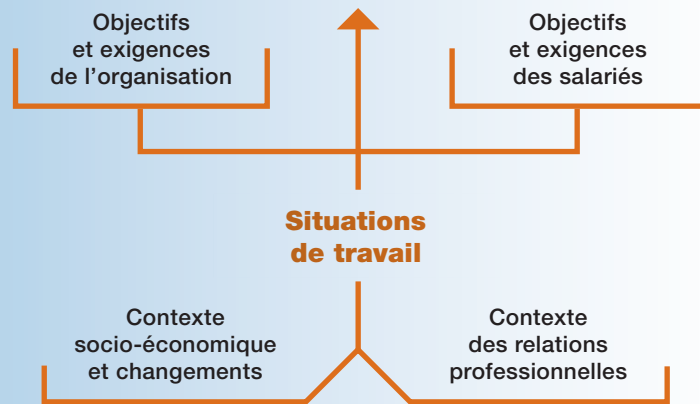 Objectifs
et exigences
de l'organisation
Objectifs
et exigences
des salariés
Situations
de travail
Contexte
socio-économique
et changements
Contexte
des relations
professionnelles